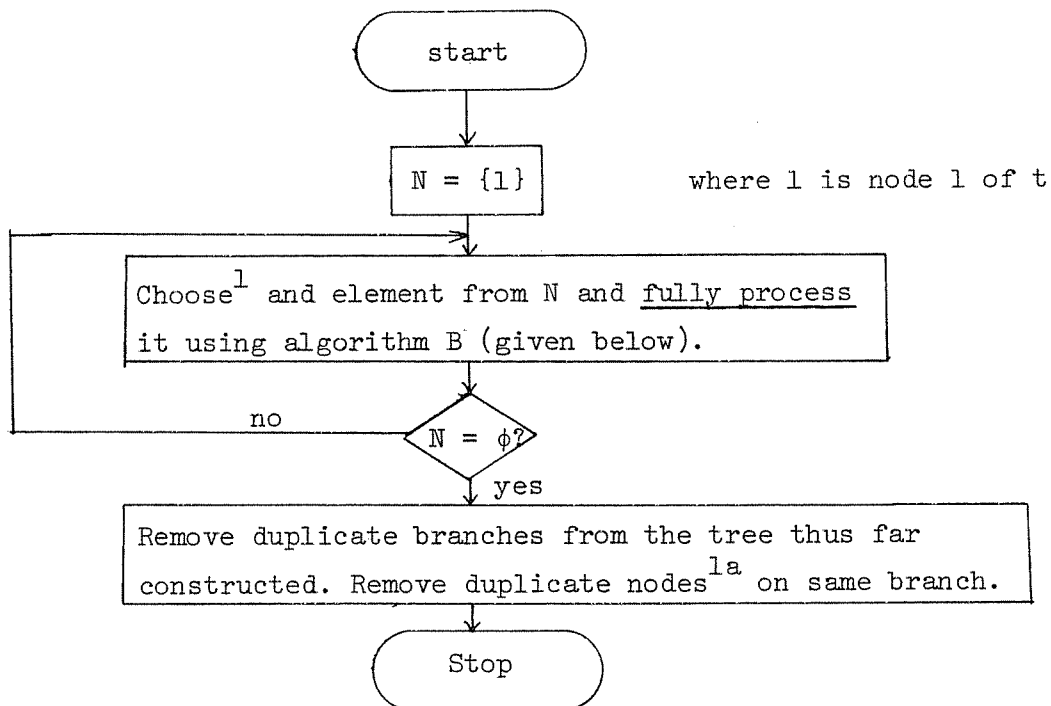 start
N = {1} where 1 is node 1 of t
Choose¹ and element from N and fully process
it using algorithm B (given below).
no
N = ϕ?
yes
Remove duplicate branches from the tree thus far
constructed. Remove duplicate nodes¹ᵃ on same branch.
Stop